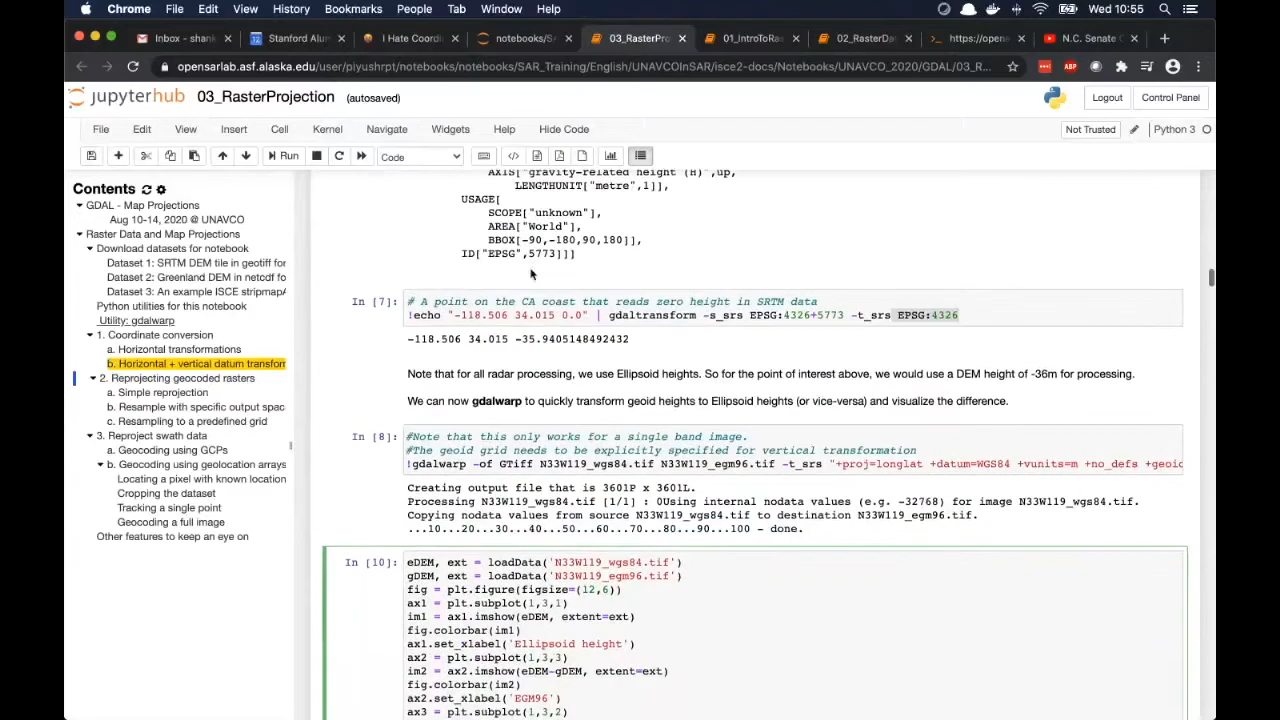 Chrome File Edit View History Bookmarks People Tab Window Help Wed 10:55
Inbox - shank Stanford Alum I Hate Coordi notebooks/SA 03_RasterPro 01_IntroToRas 02_RasterDa https://opens N.C. Senate C
opensarlab.asf.alaska.edu/user/piyushrpt/notebooks/notebooks/SAR_Training/English/UNAVCOInSAR/isce2-docs/Notebooks/UNAVCO_2020/GDAL/03_R...
jupyterhub 03_RasterProjection (autosaved) Logout Control Panel
File Edit View Insert Cell Kernel Navigate Widgets Help Hide Code Not Trusted Python 3
Run Code
Contents
GDAL - Map Projections
Aug 10-14, 2020 @ UNAVCO
Raster Data and Map Projections
Download datasets for notebook
Dataset 1: SRTM DEM tile in geotiff for
Dataset 2: Greenland DEM in netcdf fo
Dataset 3: An example ISCE stripmapA
Python utilities for this notebook
Utility: gdalwarp
1. Coordinate conversion
a. Horizontal transformations
b. Horizontal + vertical datum transforn
2. Reprojecting geocoded rasters
a. Simple reprojection
b. Resample with specific output spac
c. Resampling to a predefined grid
3. Reproject swath data
a. Geocoding using GCPs
b. Geocoding using geolocation arrays
Locating a pixel with known location
Cropping the dataset
Tracking a single point
Geocoding a full image
Other features to keep an eye on
AXIS["gravity-related height (H)",up,
LENGTHUNIT["metre",1]],
USAGE[
SCOPE["unknown"],
AREA["World"],
BBOX[-90,-180,90,180]],
ID["EPSG",5773]]]
In [7]: # A point on the CA coast that reads zero height in SRTM data
!echo "-118.506 34.015 0.0" | gdaltransform -s_srs EPSG:4326+5773 -t_srs EPSG:4326
-118.506 34.015 -35.9405148492432
Note that for all radar processing, we use Ellipsoid heights. So for the point of interest above, we would use a DEM height of -36m for processing.
We can now gdalwarp to quickly transform geoid heights to Ellipsoid heights (or vice-versa) and visualize the difference.
In [8]: #Note that this only works for a single band image.
#The geoid grid needs to be explicitly specified for vertical transformation
!gdalwarp -of GTiff N33W119_wgs84.tif N33W119_egm96.tif -t_srs "+proj=longlat +datum=WGS84 +vunits=m +no_defs +geoid
Creating output file that is 3601P x 3601L.
Processing N33W119_wgs84.tif [1/1] : 0Using internal nodata values (e.g. -32768) for image N33W119_wgs84.tif.
Copying nodata values from source N33W119_wgs84.tif to destination N33W119_egm96.tif.
...10...20...30...40...50...60...70...80...90...100 - done.
In [10]: eDEM, ext = loadData('N33W119_wgs84.tif')
gDEM, ext = loadData('N33W119_egm96.tif')
fig = plt.figure(figsize=(12,6))
ax1 = plt.subplot(1,3,1)
im1 = ax1.imshow(eDEM, extent=ext)
fig.colorbar(im1)
ax1.set_xlabel('Ellipsoid height')
ax2 = plt.subplot(1,3,3)
im2 = ax2.imshow(eDEM-gDEM, extent=ext)
fig.colorbar(im2)
ax2.set_xlabel('EGM96')
ax3 = plt.subplot(1,3,2)